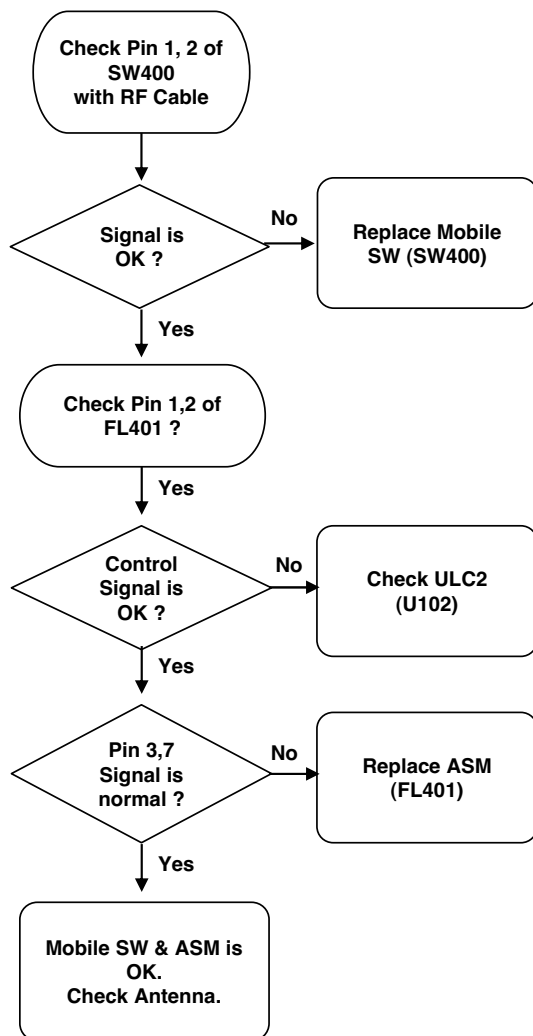 Check Pin 1, 2 of
SW400
with RF Cable
Signal is
OK ?
No
Replace Mobile
SW (SW400)
Yes
Check Pin 1,2 of
FL401 ?
Yes
Control
Signal is
OK ?
No
Check ULC2
(U102)
Yes
Pin 3,7
Signal is
normal ?
No
Replace ASM
(FL401)
Yes
Mobile SW & ASM is
OK.
Check Antenna.